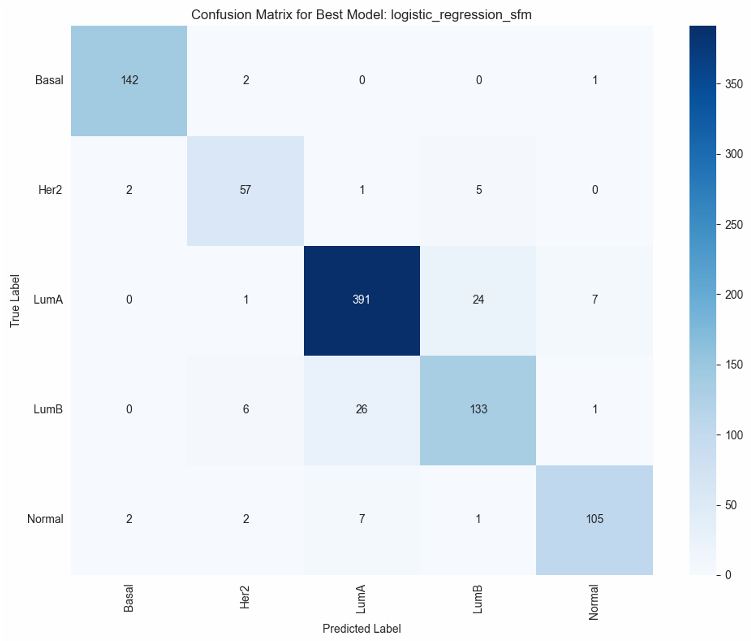 Confusion Matrix for Best Model: logistic_regression_sfm
True Label
Basal 142 2 0 0 1
Her2 2 57 1 5 0
LumA 0 1 391 24 7
LumB 0 6 26 133 1
Normal 2 2 7 1 105
Basal Her2 LumA LumB Normal
Predicted Label
350
300
250
200
150
100
50
0